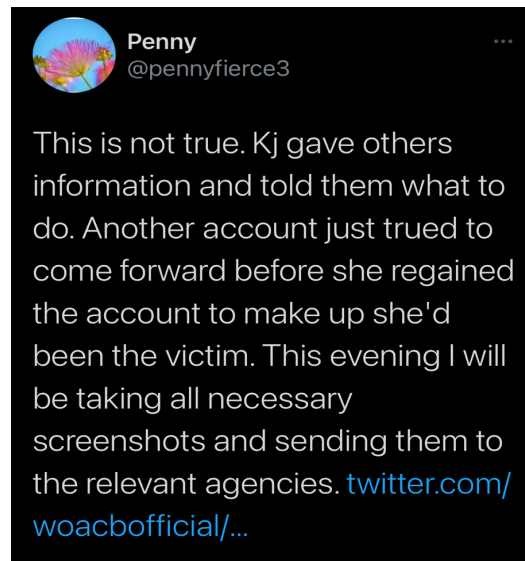 Penny
@pennyfierce3
This is not true. Kj gave others
information and told them what to
do. Another account just trued to
come forward before she regained
the account to make up she'd
been the victim. This evening I will
be taking all necessary
screenshots and sending them to
the relevant agencies. twitter.com/
woacbofficial/...